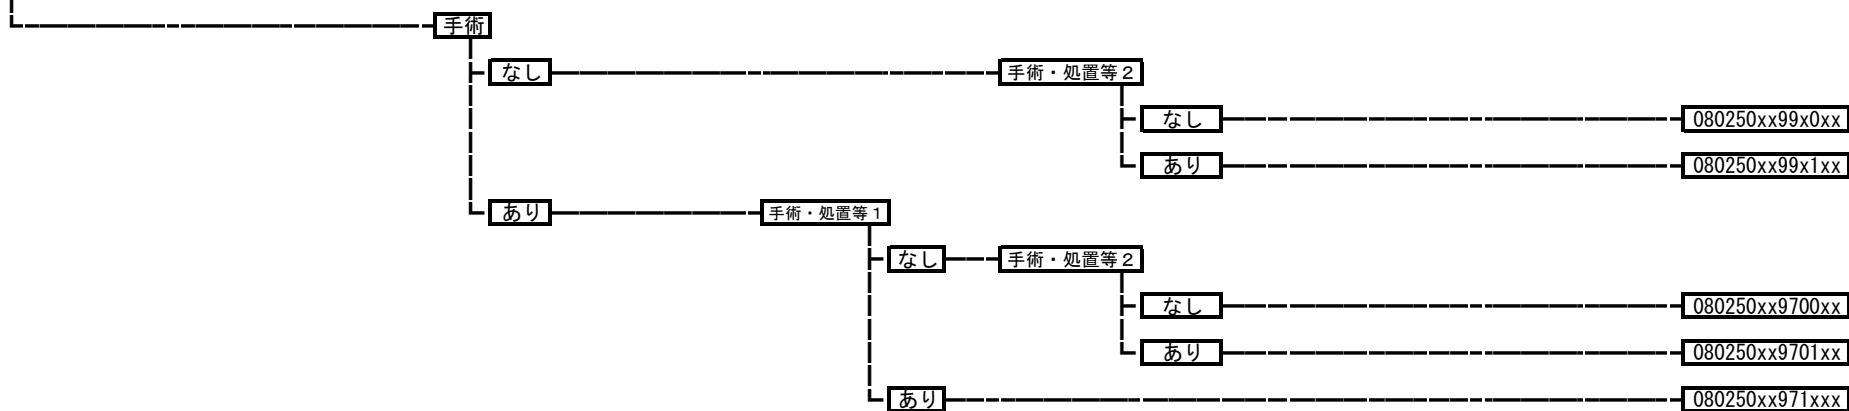 手術
なし 手術・処置等2
なし 080250xx99x0xx
あり 080250xx99x1xx
あり 手術・処置等1
なし 手術・処置等2
なし 080250xx9700xx
あり 080250xx9701xx
あり 080250xx971xxx